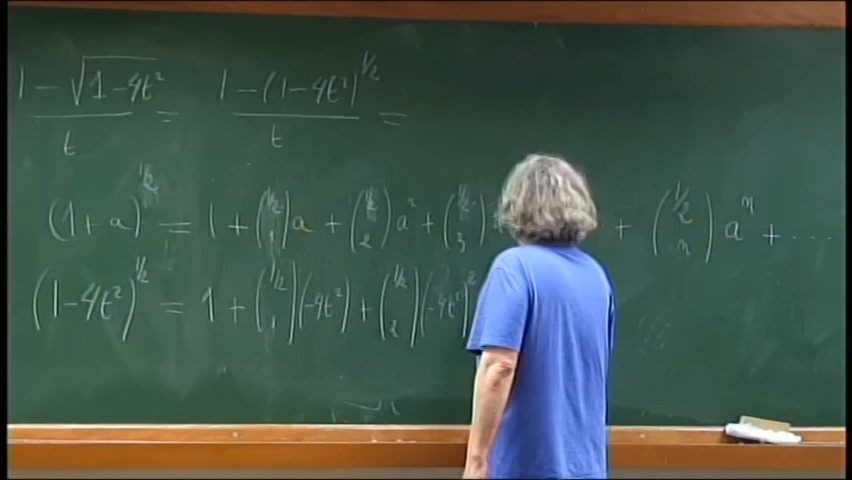 1 - √(1-4t²) / t = 1 - (1-4t²)^{1/2} / t =
(1+a)^{1/2} = 1 + (1/2 1) a + (1/2 2) a² + (1/2 3) + (1/2 n) a^n + ....
(1-4t²)^{1/2} = 1 + (1/2 1) (-4t²) + (1/2 2) (-4t²)²